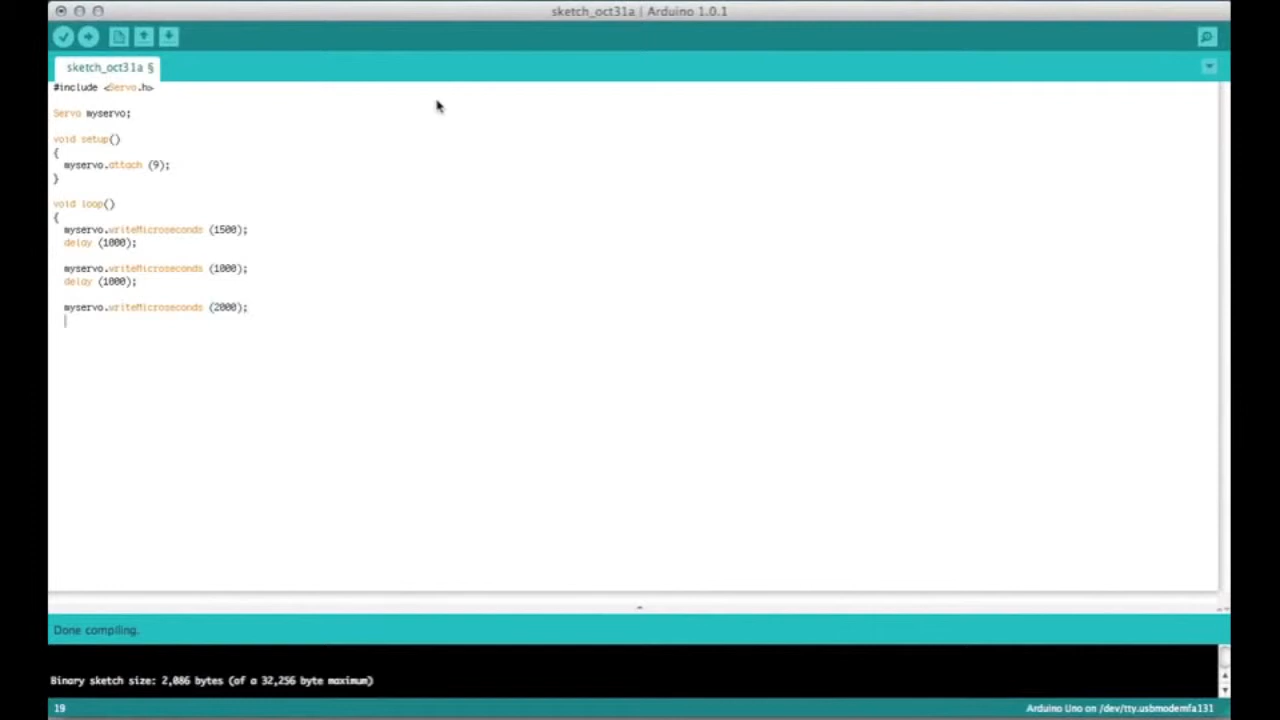 sketch_oct31a | Arduino 1.0.1
sketch_oct31a §
#include <Servo.h>
Servo myservo;
void setup()
{
myservo.attach (9);
}
void loop()
{
myservo.writeMicroseconds (1500);
delay (1000);
myservo.writeMicroseconds (1000);
delay (1000);
myservo.writeMicroseconds (2000);
Done compiling.
Binary sketch size: 2,086 bytes (of a 32,256 byte maximum)
19
Arduino Uno on /dev/tty.usbmodemfa131